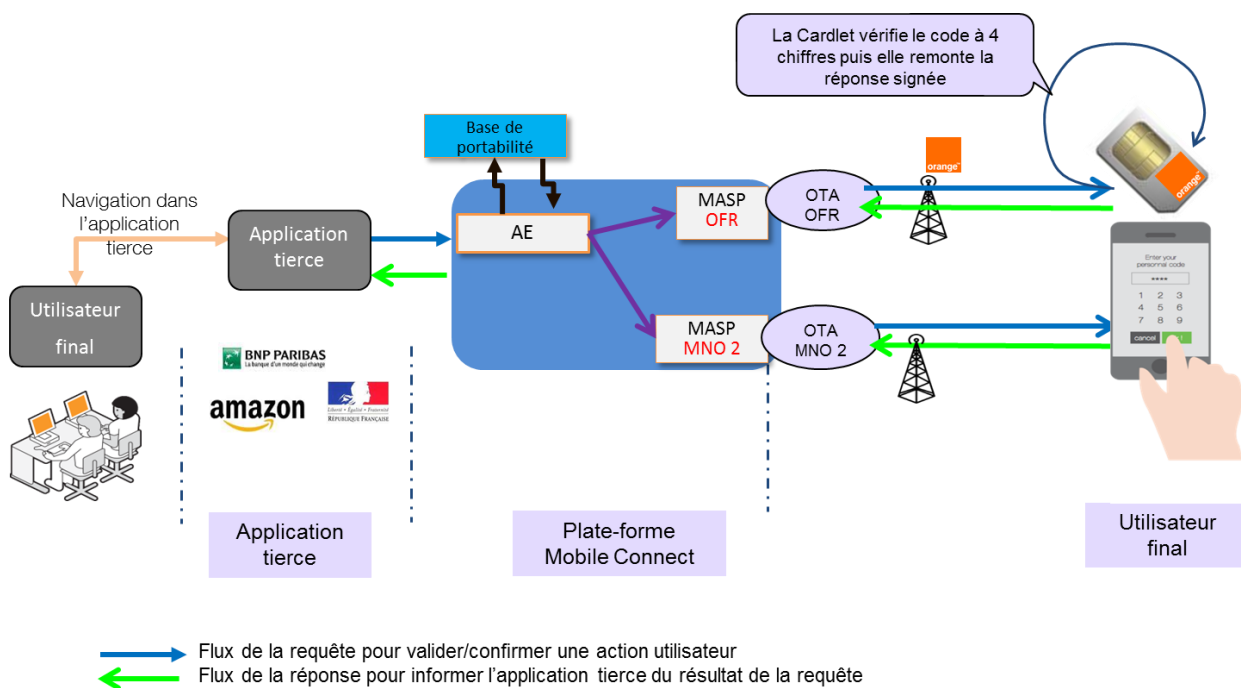 La Cardlet vérifie le code à 4
chiffres puis elle remonte la
réponse signée
Base de
portabilité
orange™
Navigation dans
l'application
tierce
Application
tierce
AE
MASP
OFR
OTA
OFR
orange™
Enter your
personnal code
****
1 2 3
4 5 6
7 8 9
cancel
Utilisateur
final
MASP
MNO 2
OTA
MNO 2
BNP PARIBAS
La banque d'un monde qui change
amazon
Liberté • Égalité • Fraternité
RÉPUBLIQUE FRANÇAISE
Application
tierce
Plate-forme
Mobile Connect
Utilisateur
final
Flux de la requête pour valider/confirmer une action utilisateur
Flux de la réponse pour informer l'application tierce du résultat de la requête